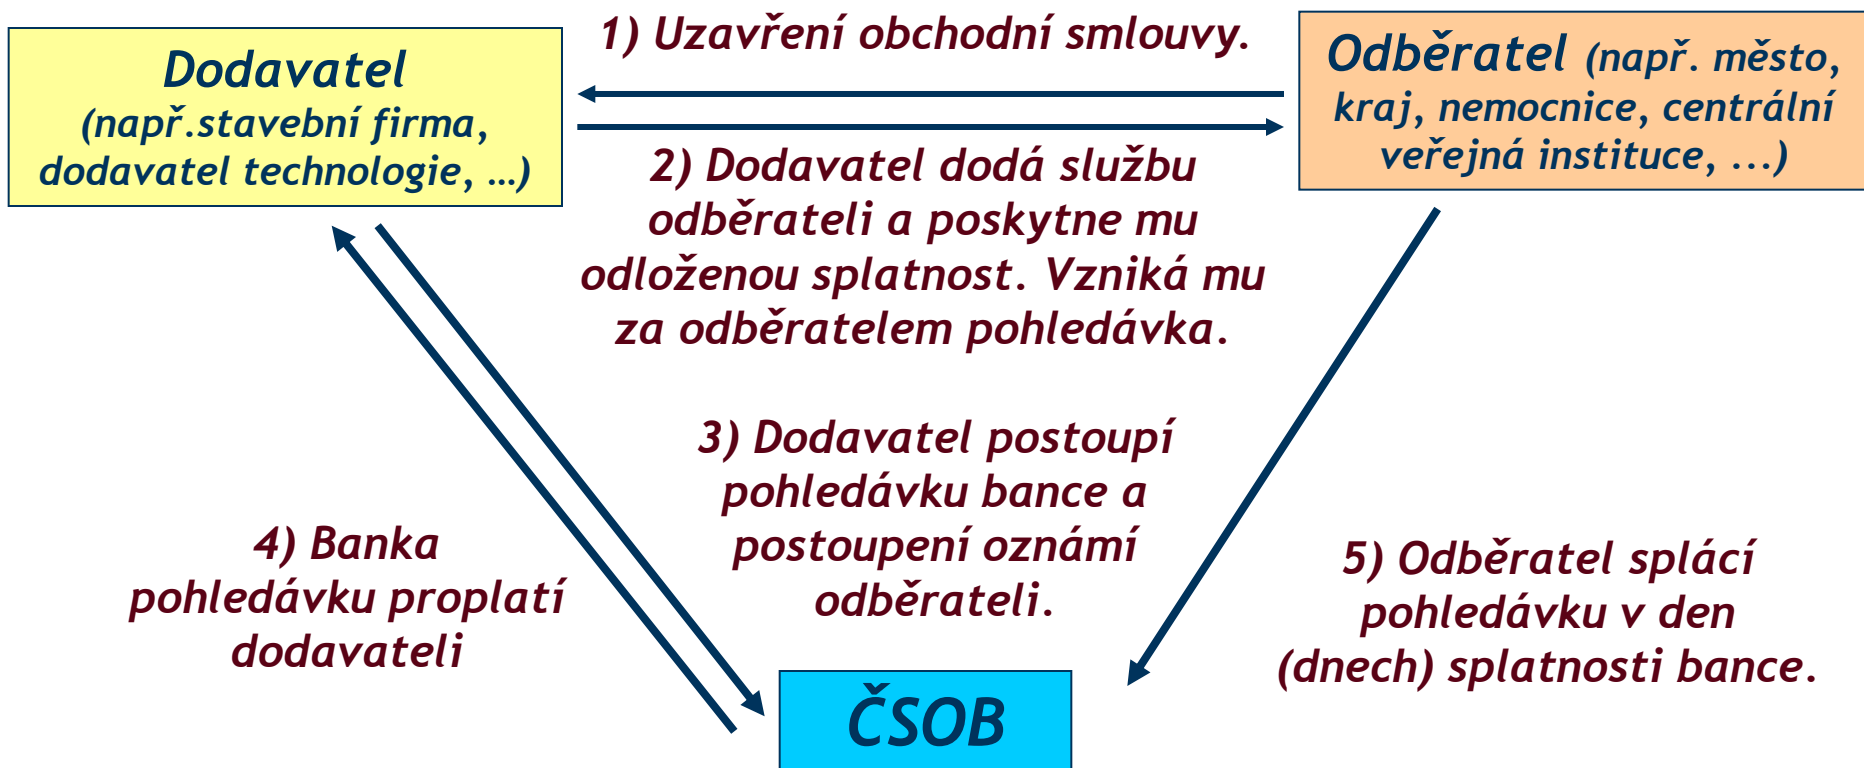 Dodavatel
(např.stavební firma,
dodavatel technologie, …)
1) Uzavření obchodní smlouvy.
Odběratel (např. město,
kraj, nemocnice, centrální
veřejná instituce, ...)
2) Dodavatel dodá službu
odběrateli a poskytne mu
odloženou splatnost. Vzniká mu
za odběratelem pohledávka.
3) Dodavatel postoupí
pohledávku bance a
postoupení oznámí
odběrateli.
4) Banka
pohledávku proplatí
dodavateli
5) Odběratel splácí
pohledávku v den
(dnech) splatnosti bance.
ČSOB